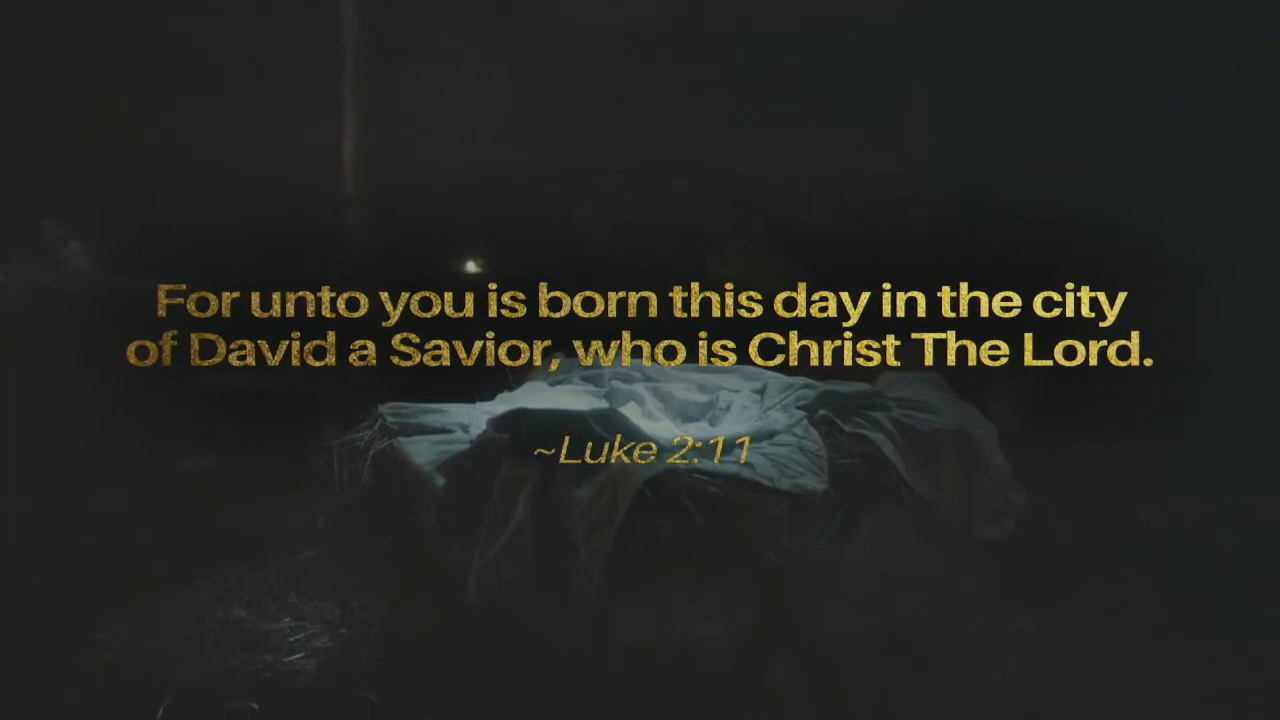 For unto you is born this day in the city
of David a Savior, who is Christ The Lord.
~Luke 2:11